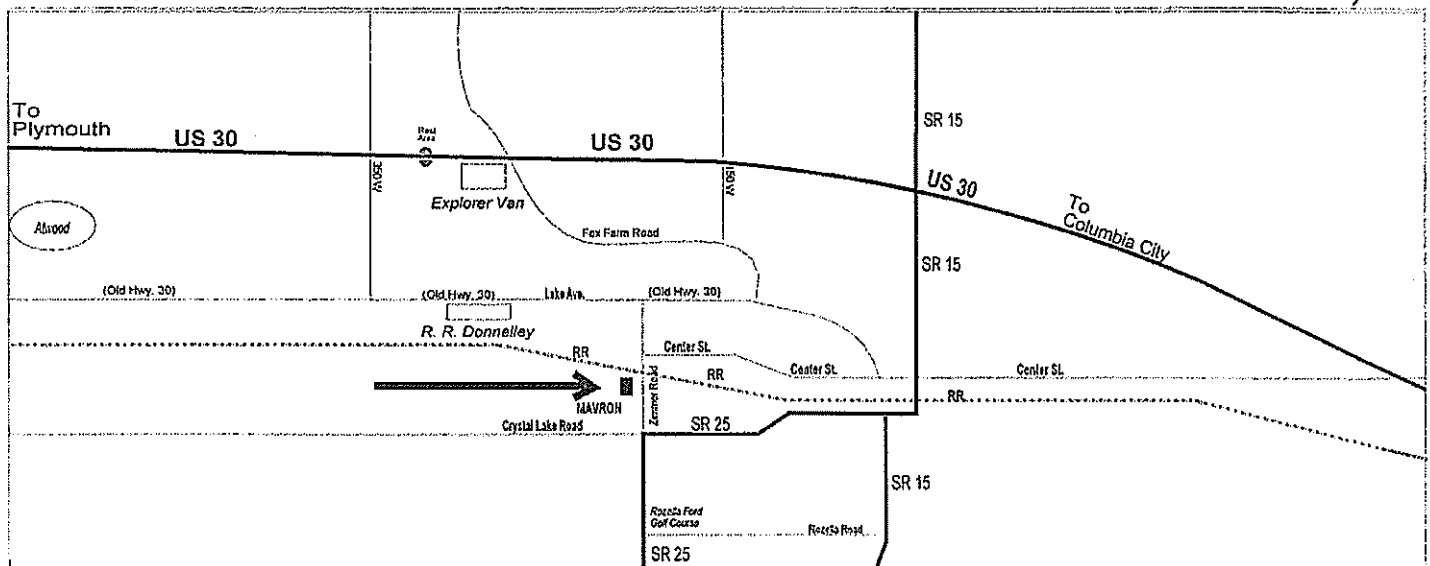 To
Plymouth
US 30
US 30
SR 15
Rest
Area
350 W
150 W
US 30
Explorer Van
To
Columbia City
Atwood
Fox Farm Road
SR 15
(Old Hwy. 30)
(Old Hwy. 30)
Lake Ave.
(Old Hwy. 30)
R. R. Donnelley
RR
Center St.
Center St.
Center St.
RR
RR
MAVRON
Zimmer Road
Crystal Lake Road
SR 25
SR 15
Rozella Ford
Golf Course
Rozella Road
SR 25